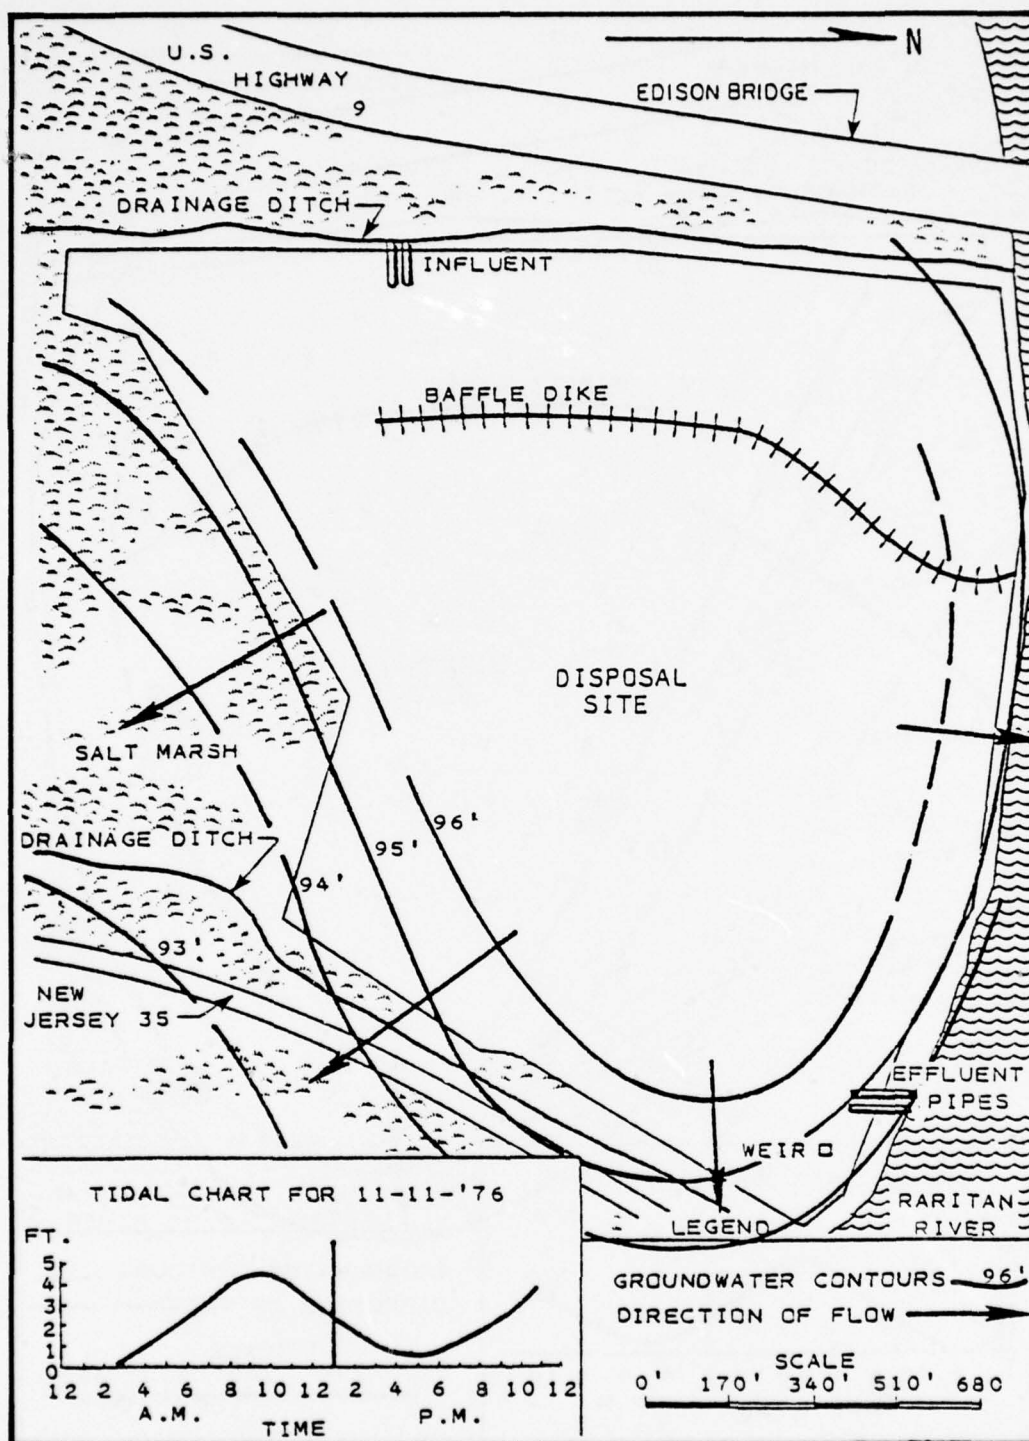 N
U.S.
HIGHWAY
9
EDISON BRIDGE
DRAINAGE DITCH
INFLUENT
BAFFLE DIKE
DISPOSAL
SITE
SALT MARSH
DRAINAGE DITCH
96'
95'
94'
93'
NEW
JERSEY 35
EFFLUENT
PIPES
WEIR
RARITAN
RIVER
LEGEND
GROUNDWATER CONTOURS 96'
DIRECTION OF FLOW
SCALE
0' 170' 340' 510' 680
TIDAL CHART FOR 11-11-'76
FT.
5
4
3
2
1
0
12 2 4 6 8 10 12 2 4 6 8 10 12
A.M. P.M.
TIME